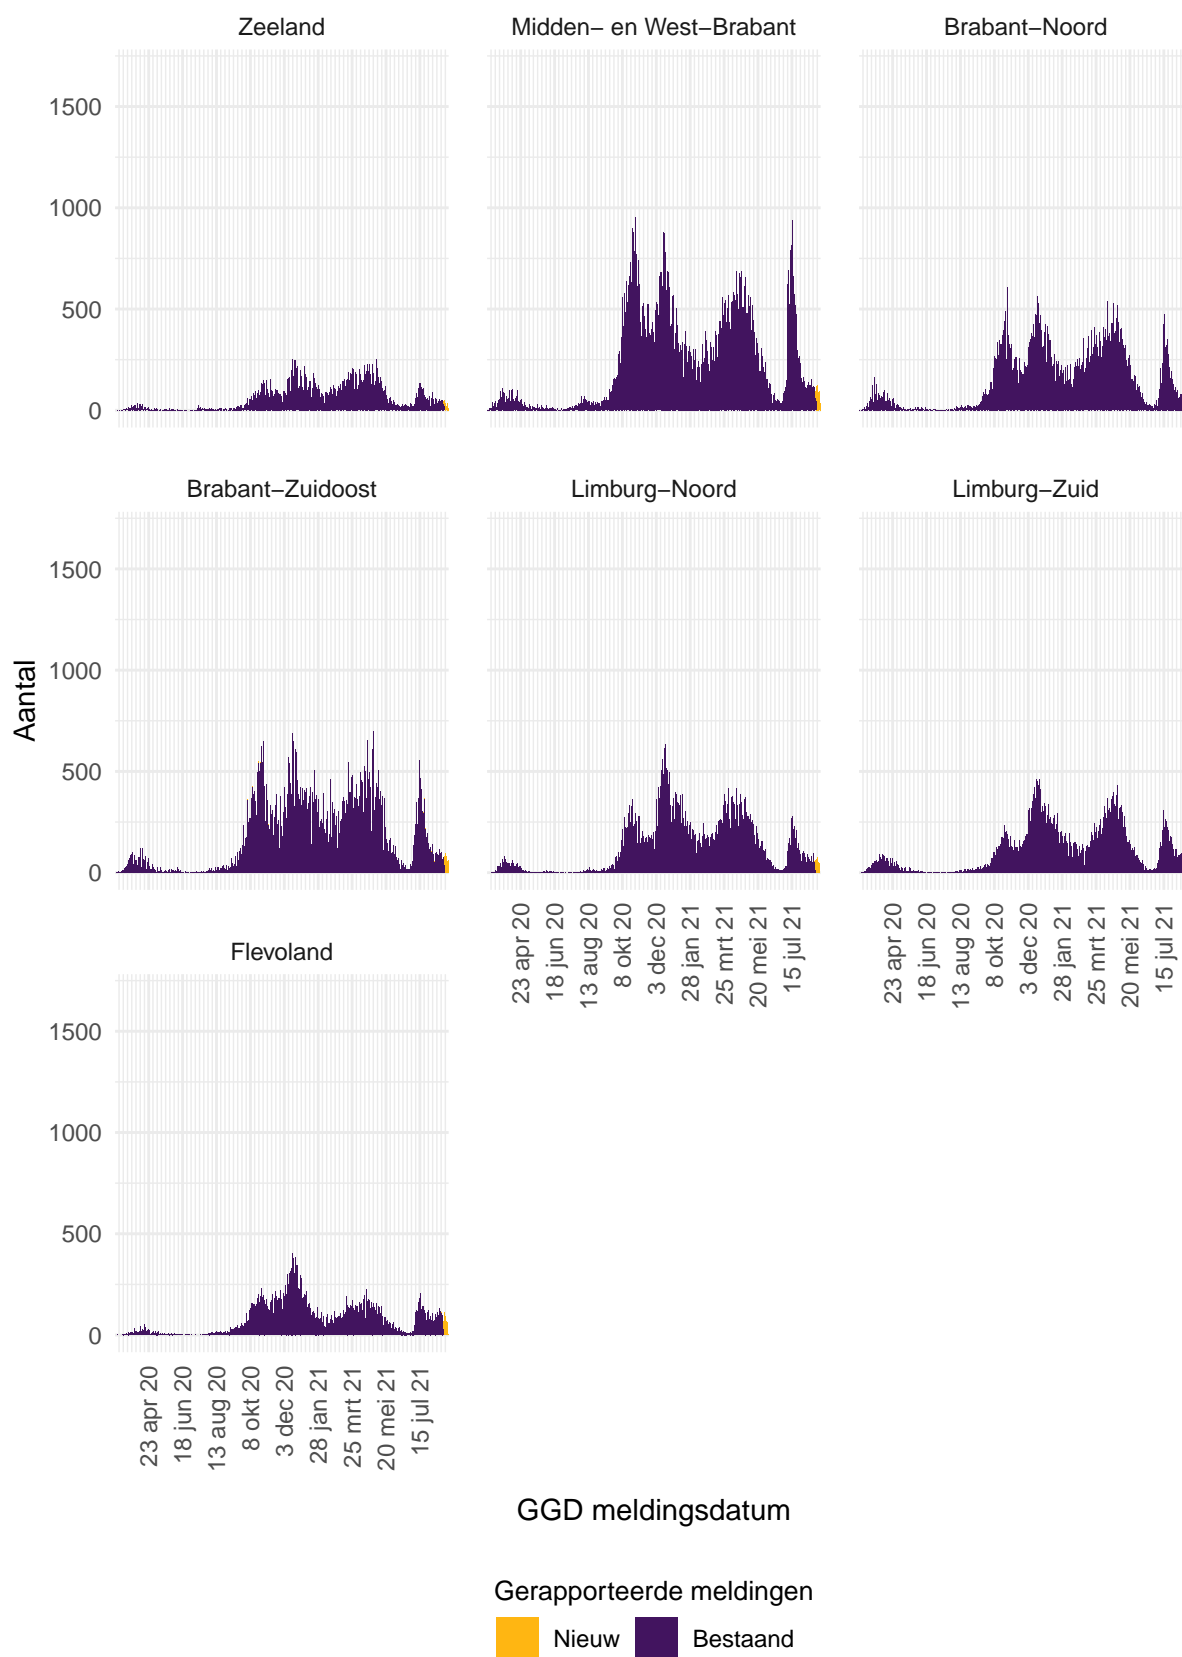 Zeeland
Midden− en West−Brabant
Brabant−Noord
1500
1000
500
0
Brabant−Zuidoost
Limburg−Noord
Limburg−Zuid
1500
1000
500
0
23 apr 20
18 jun 20
13 aug 20
8 okt 20
3 dec 20
28 jan 21
25 mrt 21
20 mei 21
15 jul 21
23 apr 20
18 jun 20
13 aug 20
8 okt 20
3 dec 20
28 jan 21
25 mrt 21
20 mei 21
15 jul 21
Flevoland
1500
1000
500
0
23 apr 20
18 jun 20
13 aug 20
8 okt 20
3 dec 20
28 jan 21
25 mrt 21
20 mei 21
15 jul 21
Aantal
GGD meldingsdatum
Gerapporteerde meldingen
Nieuw
Bestaand